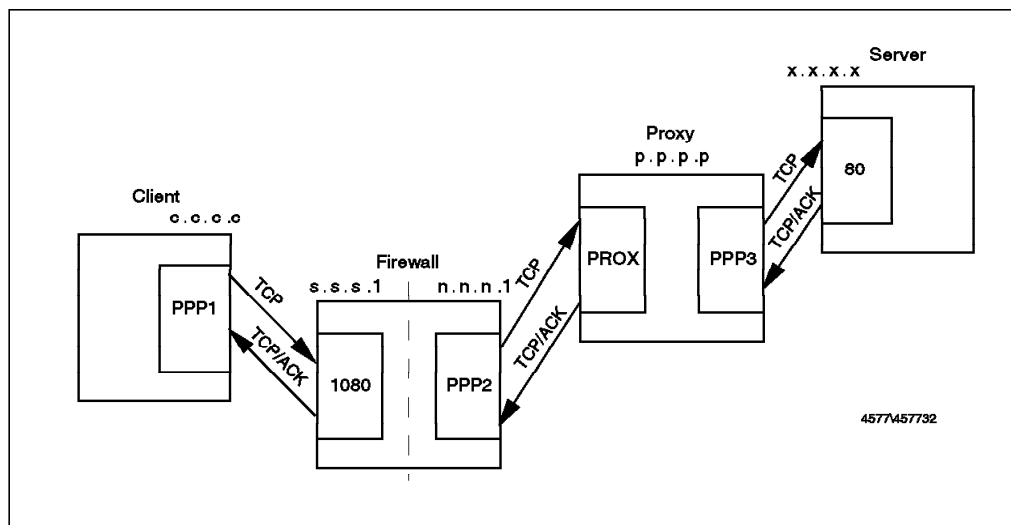 Server
x.x.x.x
Proxy
p.p.p.p
80
TCP
TCP/ACK
Client
c.c.c.c
PROX
PPP3
Firewall
s.s.s.1
n.n.n.1
TCP
TCP/ACK
PPP1
TCP
TCP/ACK
1080
PPP2
4577\457732